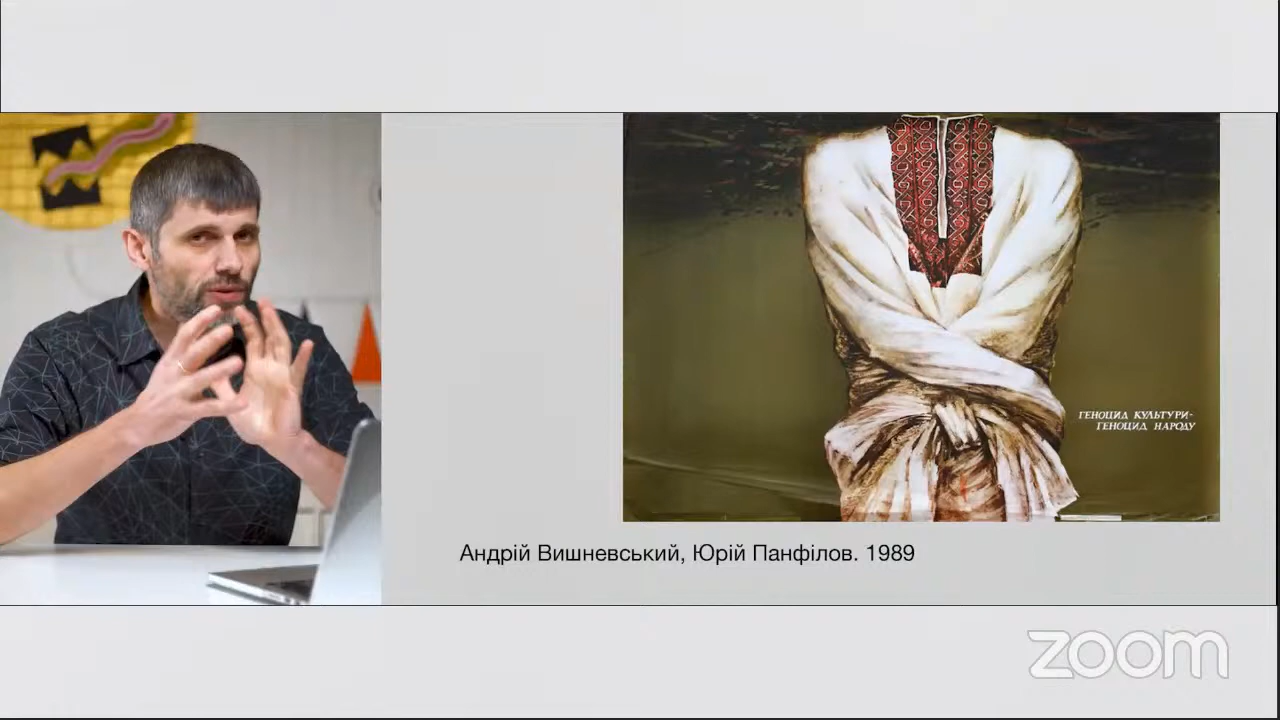 ГЕНОЦИД КУЛЬТУРИ-
ГЕНОЦИД НАРОДУ
Андрій Вишневський, Юрій Панфілов. 1989
zoom